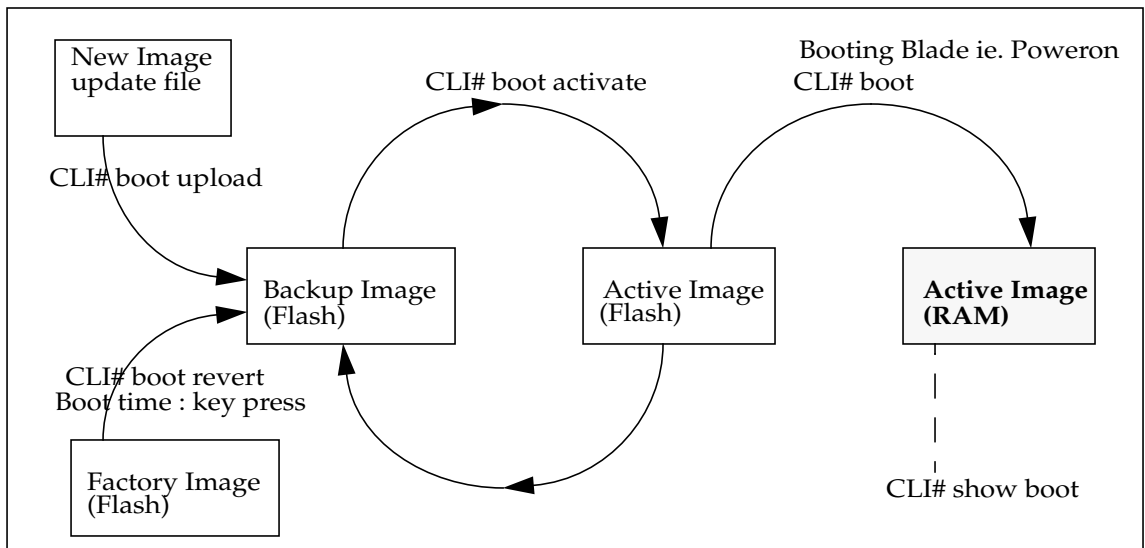 New Image
update file
CLI# boot upload
CLI# boot activate
Booting Blade ie. Poweron
CLI# boot
Backup Image
(Flash)
Active Image
(Flash)
Active Image
(RAM)
CLI# boot revert
Boot time : key press
Factory Image
(Flash)
CLI# show boot